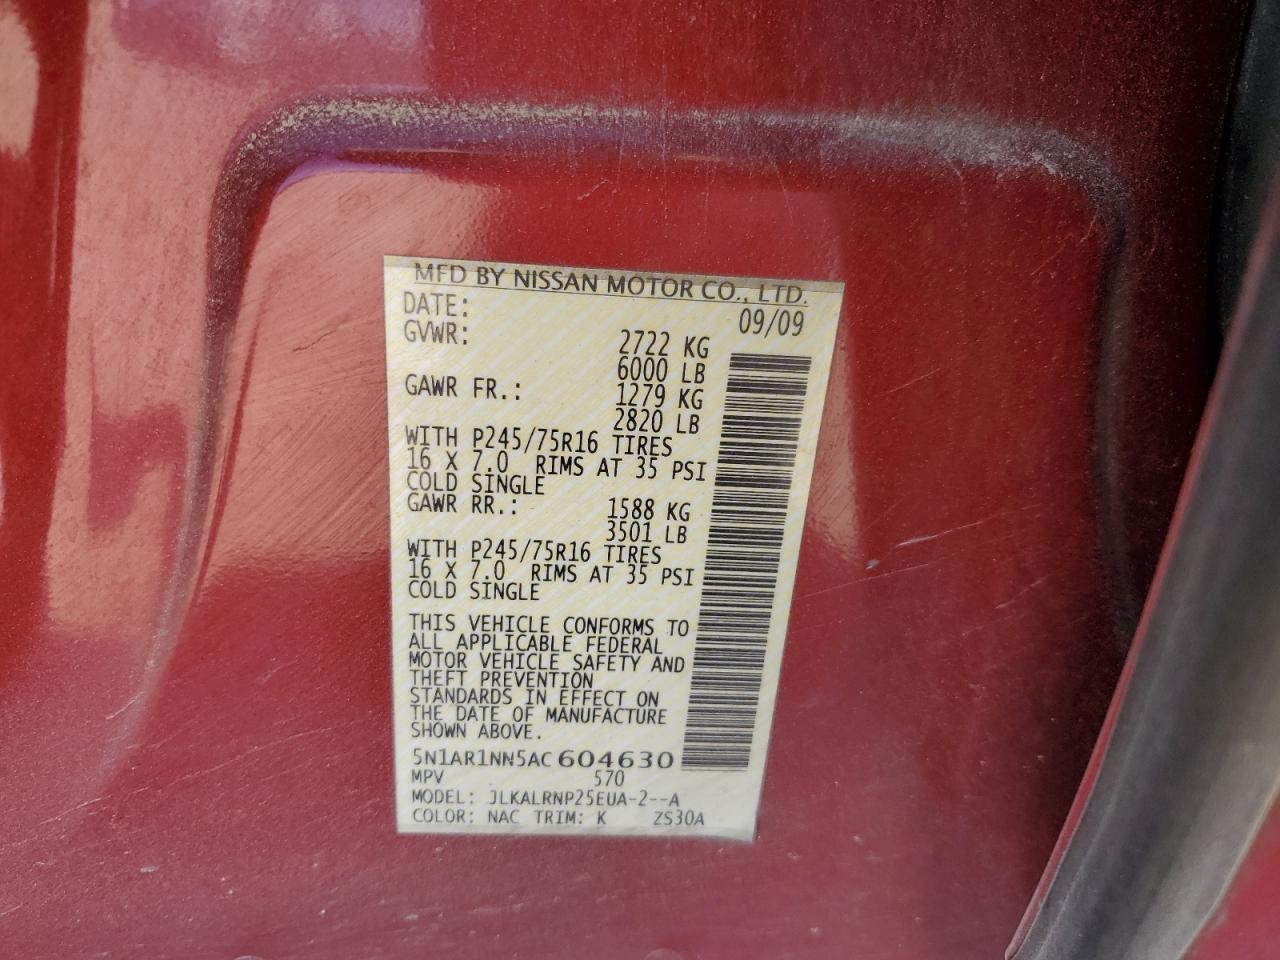 MFD BY NISSAN MOTOR CO., LTD.
DATE: 09/09
GVWR: 2722 KG
6000 LB
GAWR FR.: 1279 KG
2820 LB
WITH P245/75R16 TIRES
16 X 7.0 RIMS AT 35 PSI
COLD SINGLE
GAWR RR.: 1588 KG
3501 LB
WITH P245/75R16 TIRES
16 X 7.0 RIMS AT 35 PSI
COLD SINGLE
THIS VEHICLE CONFORMS TO
ALL APPLICABLE FEDERAL
MOTOR VEHICLE SAFETY AND
THEFT PREVENTION
STANDARDS IN EFFECT ON
THE DATE OF MANUFACTURE
SHOWN ABOVE.
5N1AR1NN5AC604630
MPV 570
MODEL: JLKALRNP25EUA-2--A
COLOR: NAC TRIM: K ZS30A